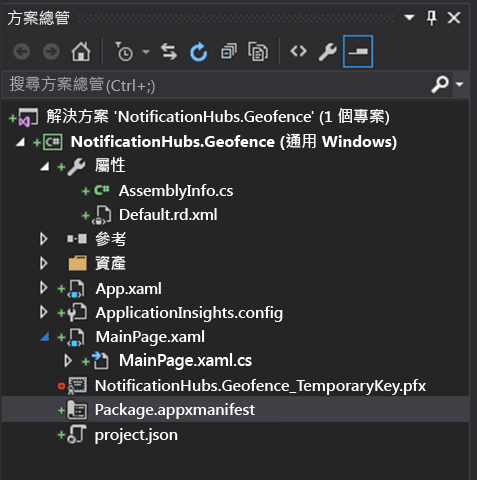 方案總管
搜尋方案總管(Ctrl+;)
解決方案 'NotificationHubs.Geofence' (1 個專案)
C# NotificationHubs.Geofence (通用 Windows)
屬性
C# AssemblyInfo.cs
Default.rd.xml
參考
資產
App.xaml
ApplicationInsights.config
MainPage.xaml
MainPage.xaml.cs
NotificationHubs.Geofence_TemporaryKey.pfx
Package.appxmanifest
project.json